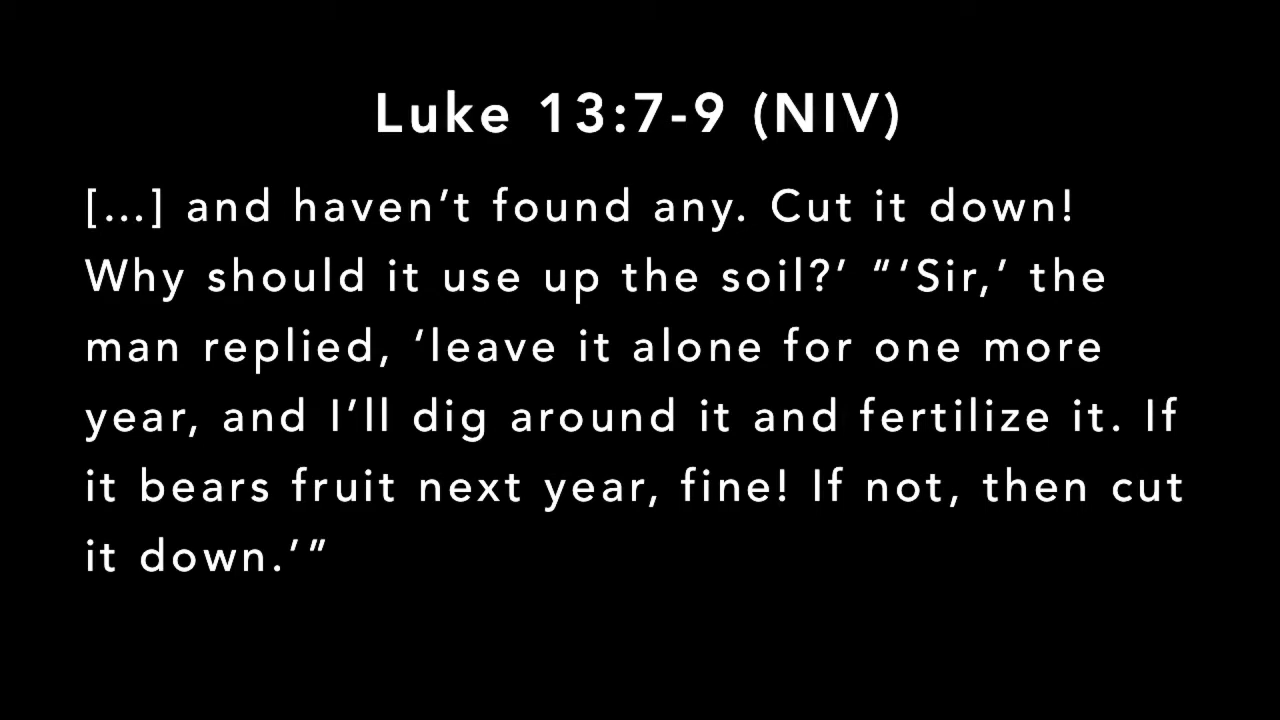 Luke 13:7-9 (NIV)
[...] and haven’t found any. Cut it down!
Why should it use up the soil?’ “‘Sir,’ the
man replied, ‘leave it alone for one more
year, and I’ll dig around it and fertilize it. If
it bears fruit next year, fine! If not, then cut
it down.’”